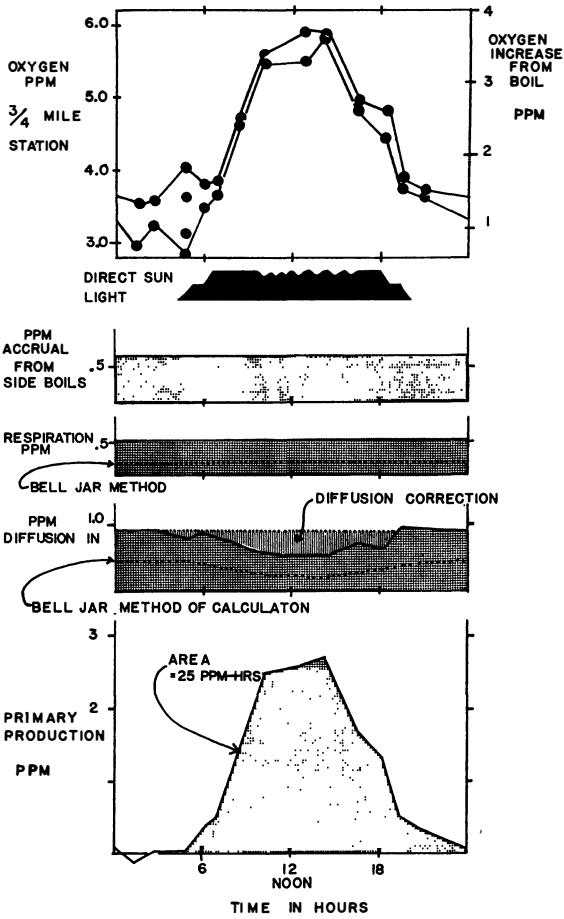 OXYGEN
PPM
3/4 MILE
STATION
6.0
5.0
4.0
3.0
4
3
2
1
OXYGEN
INCREASE
FROM
BOIL
PPM
DIRECT SUN
LIGHT
PPM
ACCRUAL
FROM
SIDE BOILS
.5
RESPIRATION
PPM
.5
BELL JAR METHOD
DIFFUSION CORRECTION
PPM
DIFFUSION IN
1.0
BELL JAR METHOD OF CALCULATON
AREA
=25 PPM-HRS
PRIMARY
PRODUCTION
PPM
3
2
6
12
18
NOON
TIME IN HOURS